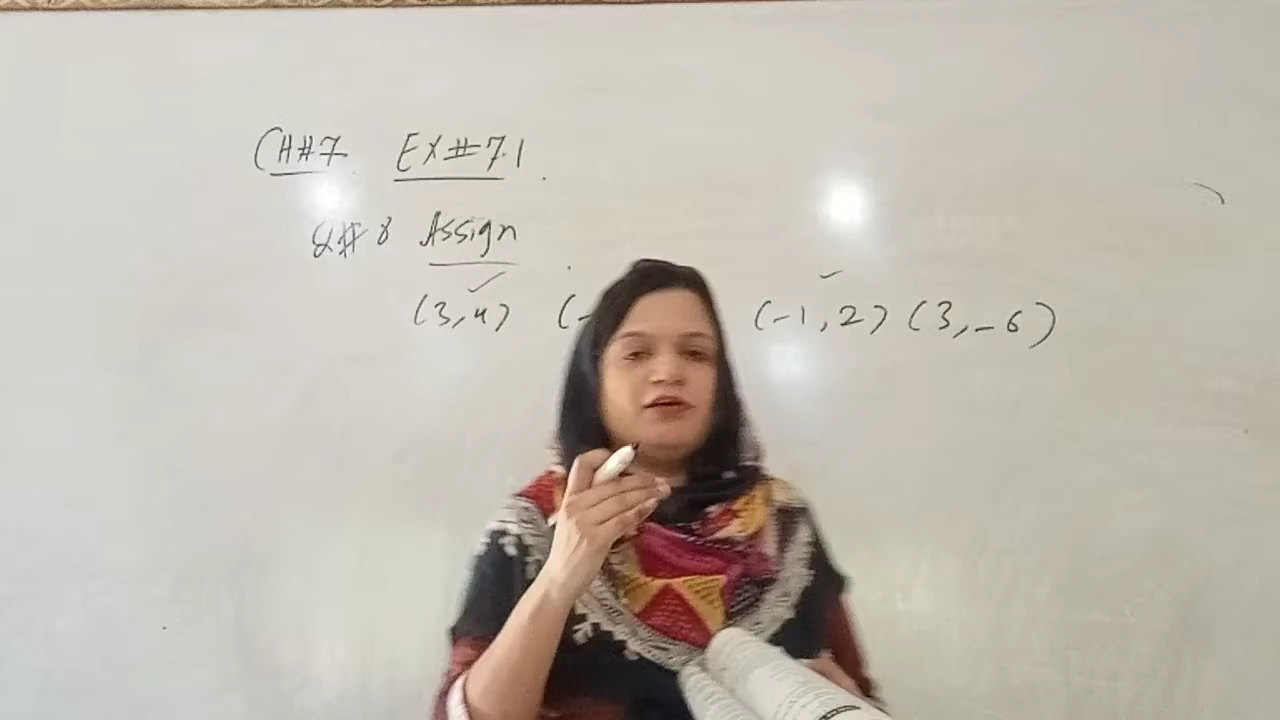 CH#7 Ex#7.1
Q#8 Assign
(3,4) (- (-1,2) (3,-6)